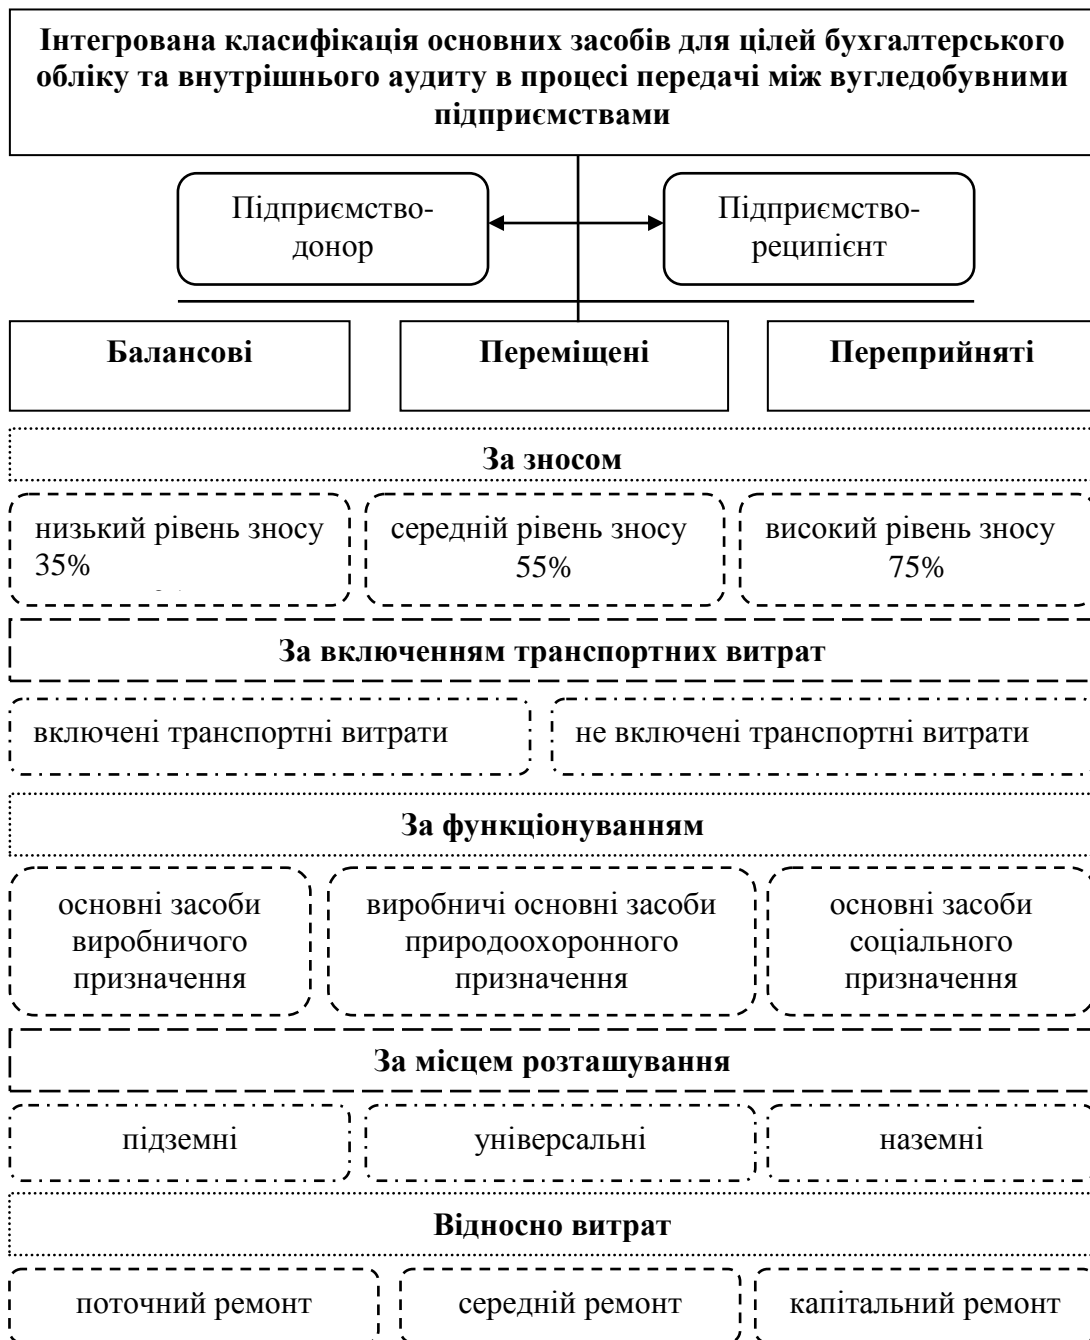 Інтегрована класифікація основних засобів для цілей бухгалтерського
обліку та внутрішнього аудиту в процесі передачі між вугледобувними
підприємствами
Підприємство-
донор
Підприємство-
реципієнт
Балансові
Переміщені
Переприйняті
За зносом
низький рівень зносу
35%
середній рівень зносу
55%
високий рівень зносу
75%
За включенням транспортних витрат
включені транспортні витрати
не включені транспортні витрати
За функціонуванням
основні засоби
виробничого
призначення
виробничі основні засоби
природоохоронного
призначення
основні засоби
соціального
призначення
За місцем розташування
підземні
універсальні
наземні
Відносно витрат
поточний ремонт
середній ремонт
капітальний ремонт